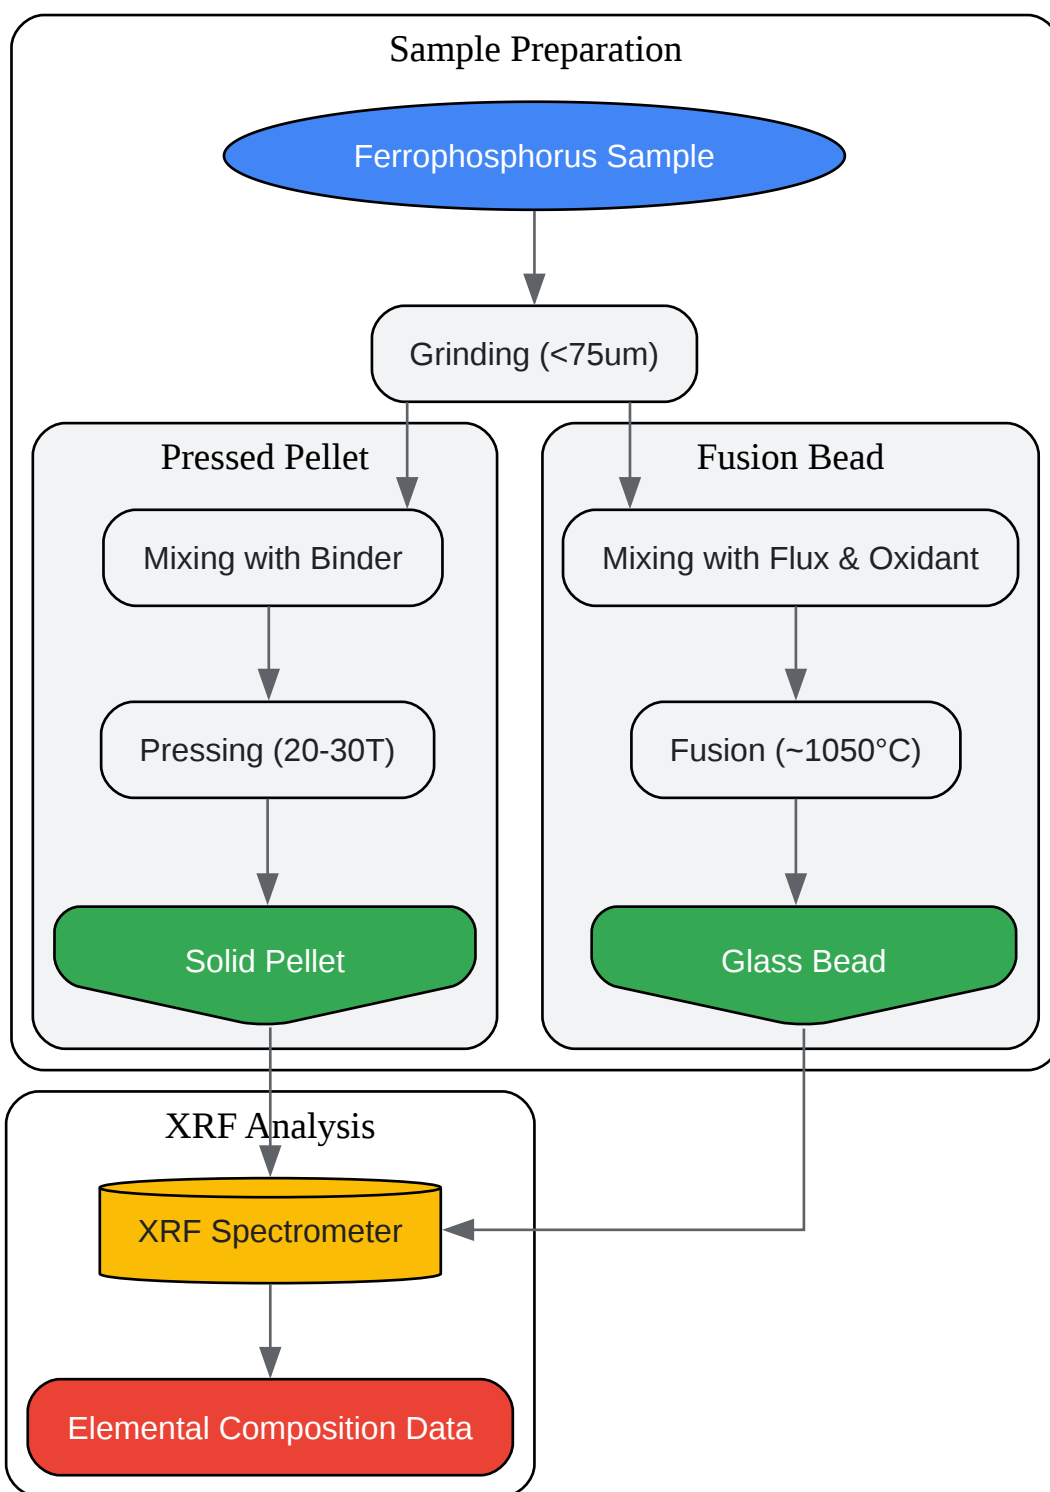 Sample Preparation
Ferrophosphorus Sample
Grinding (<75um)
Pressed Pellet
Mixing with Binder
Pressing (20-30T)
Solid Pellet
Fusion Bead
Mixing with Flux & Oxidant
Fusion (~1050°C)
Glass Bead
XRF Analysis
XRF Spectrometer
Elemental Composition Data